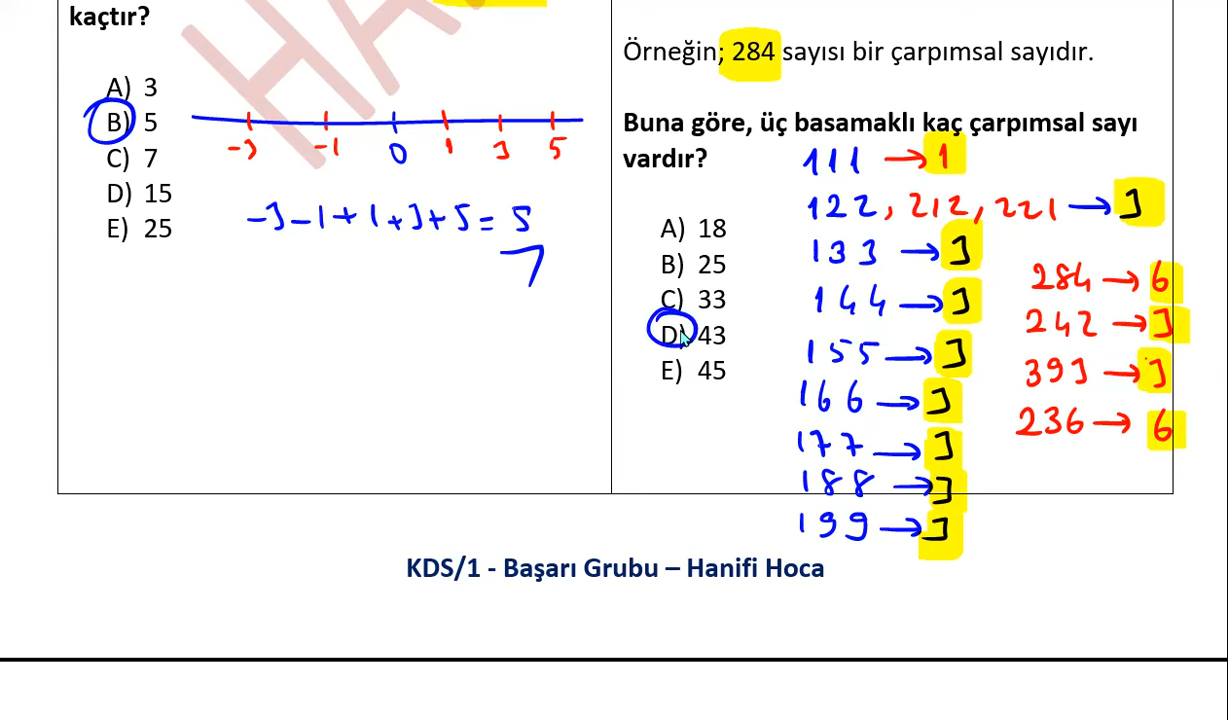 kaçtır?
A) 3
B) 5
C) 7
D) 15
E) 25
-3 -1 0 1 3 5
-3-1+1+3+5=5
HA
Örneğin; 284 sayısı bir çarpımsal sayıdır.
Buna göre, üç basamaklı kaç çarpımsal sayı
vardır?
A) 18
B) 25
C) 33
D) 43
E) 45
111 → 1
122, 212, 221 → 3
133 → 3
144 → 3
155 → 3
166 → 3
177 → 3
188 → 3
199 → 3
284 → 6
242 → 3
393 → 3
236 → 6
KDS/1 - Başarı Grubu – Hanifi Hoca